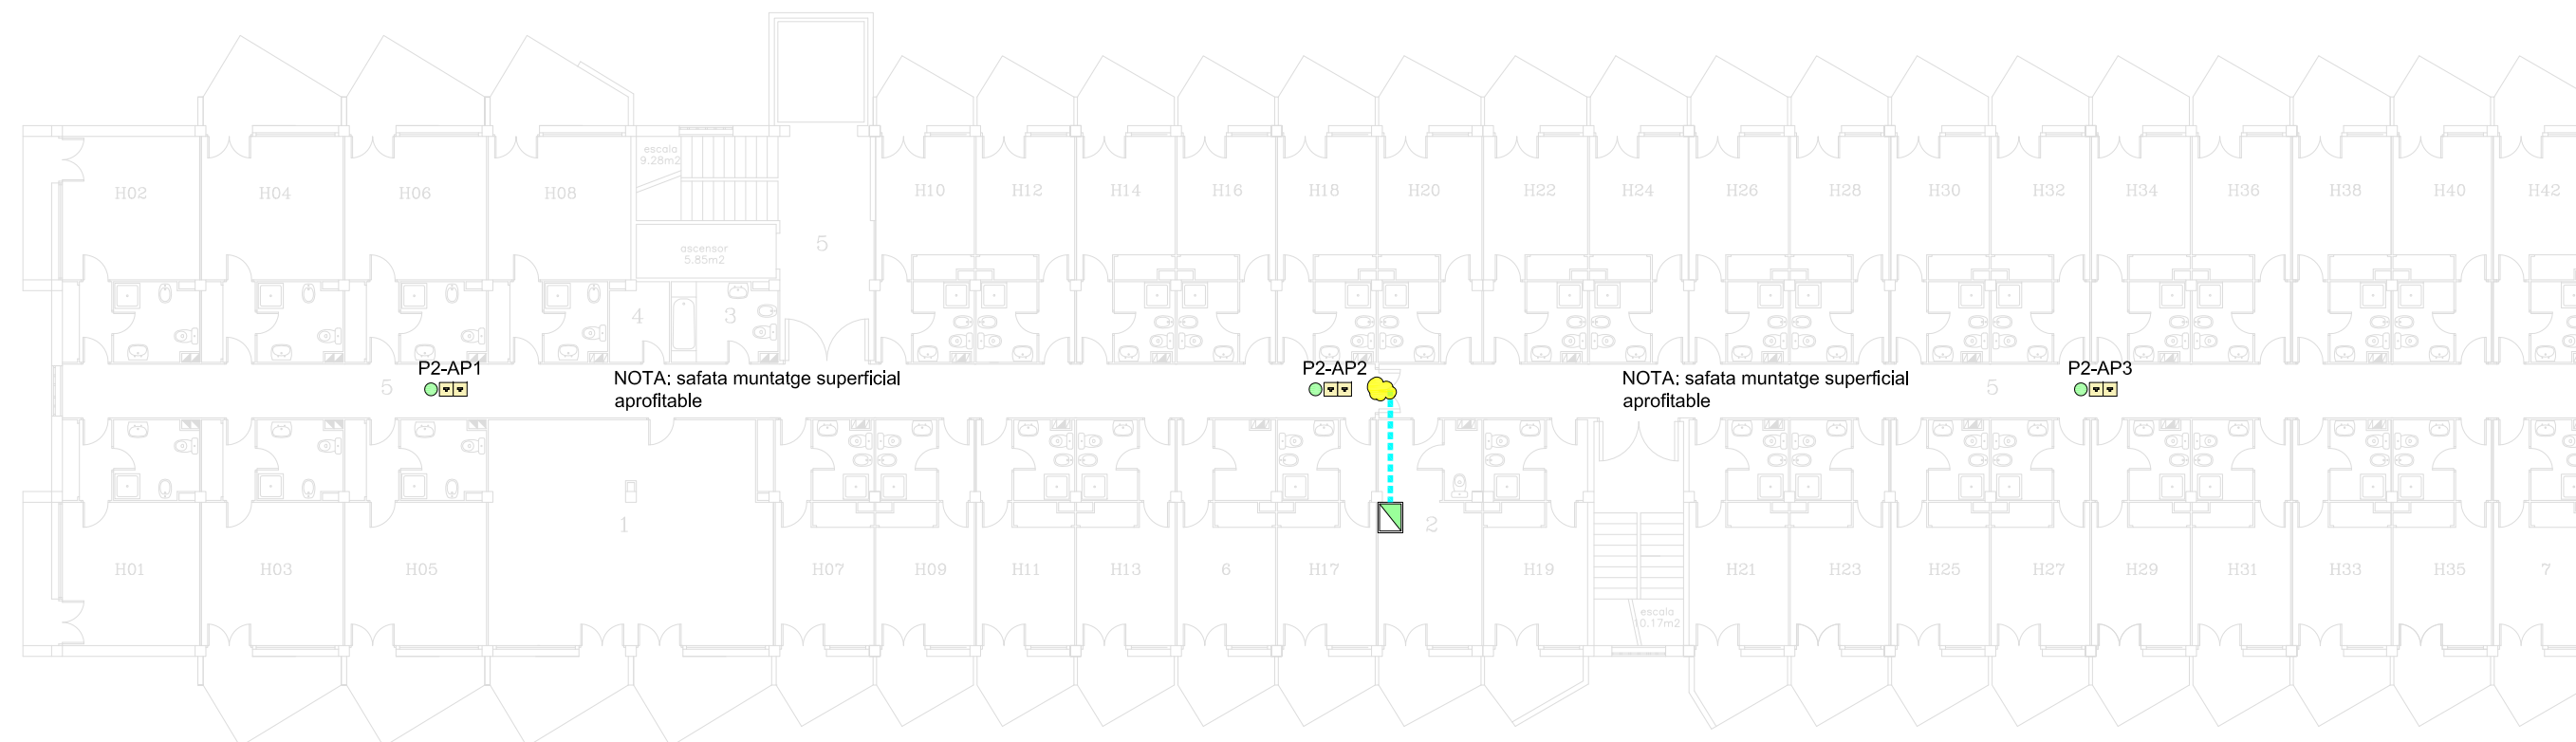 escala
9.28m2
H02
H04
H06
H08
H10
H12
H14
H16
H18
H20
H22
H24
H26
H28
H30
H32
H34
H36
H38
H40
H42
ascensor
5.85m2
5
4
3
5
P2-AP1
NOTA: safata muntatge superficial
aprofitable
P2-AP2
NOTA: safata muntatge superficial
aprofitable
5
P2-AP3
1
2
H01
H03
H05
H07
H09
H11
H13
6
H17
H19
H21
H23
H25
H27
H29
H31
H33
H35
7
escala
10.17m2